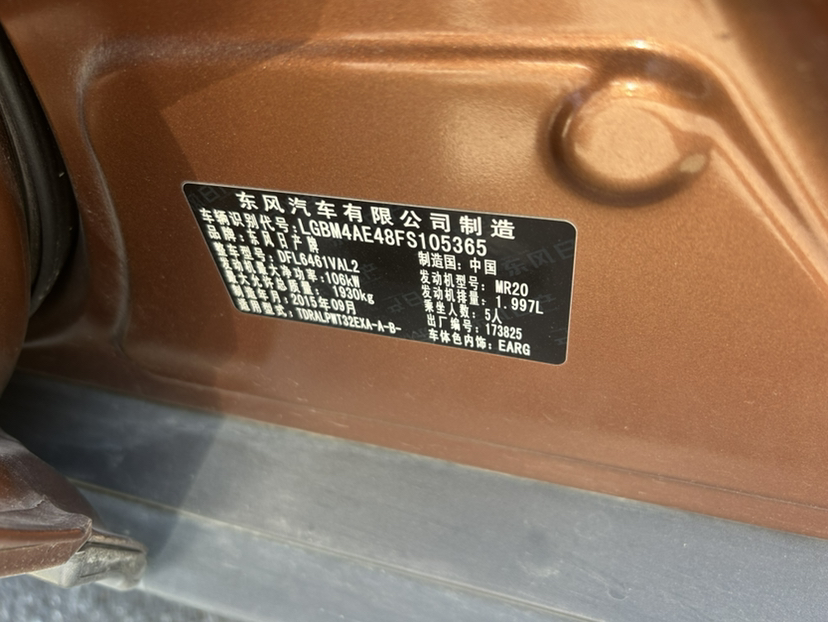 东风汽车有限公司制造
车辆识别代号:LGBM4AE48FS105365
品牌:东风日产牌 制造国:中国
整车型号:DFL6461VAL2 发动机型号:MR20
发动机最大净功率:106kW 发动机排量:1.997L
最大允许总质量:1930kg 乘坐人数:5人
制造年月:2015年09月 出厂编号:173825
适用型式:TDRALPWT32EXA-A-B- 车体色内饰:EARG